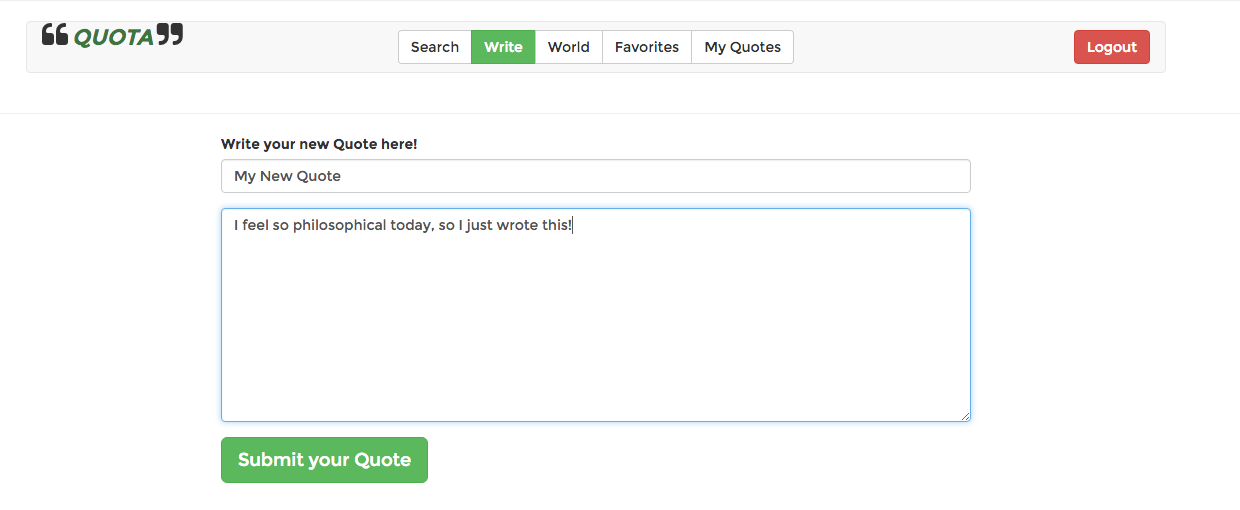 ❝ QUOTA ❞
Search Write World Favorites My Quotes
Logout
Write your new Quote here!
My New Quote
I feel so philosophical today, so I just wrote this!
Submit your Quote